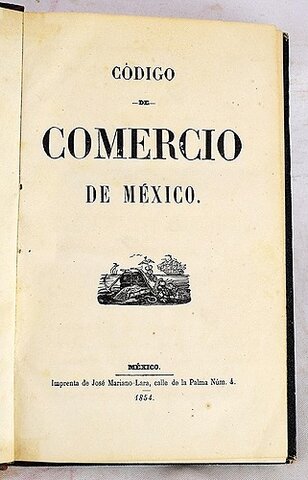 CÓDIGO
DE
COMERCIO
DE MÉXICO.
MÉXICO.
Imprenta de José Mariano Lara, calle de la Palma Núm. 4.
1854.